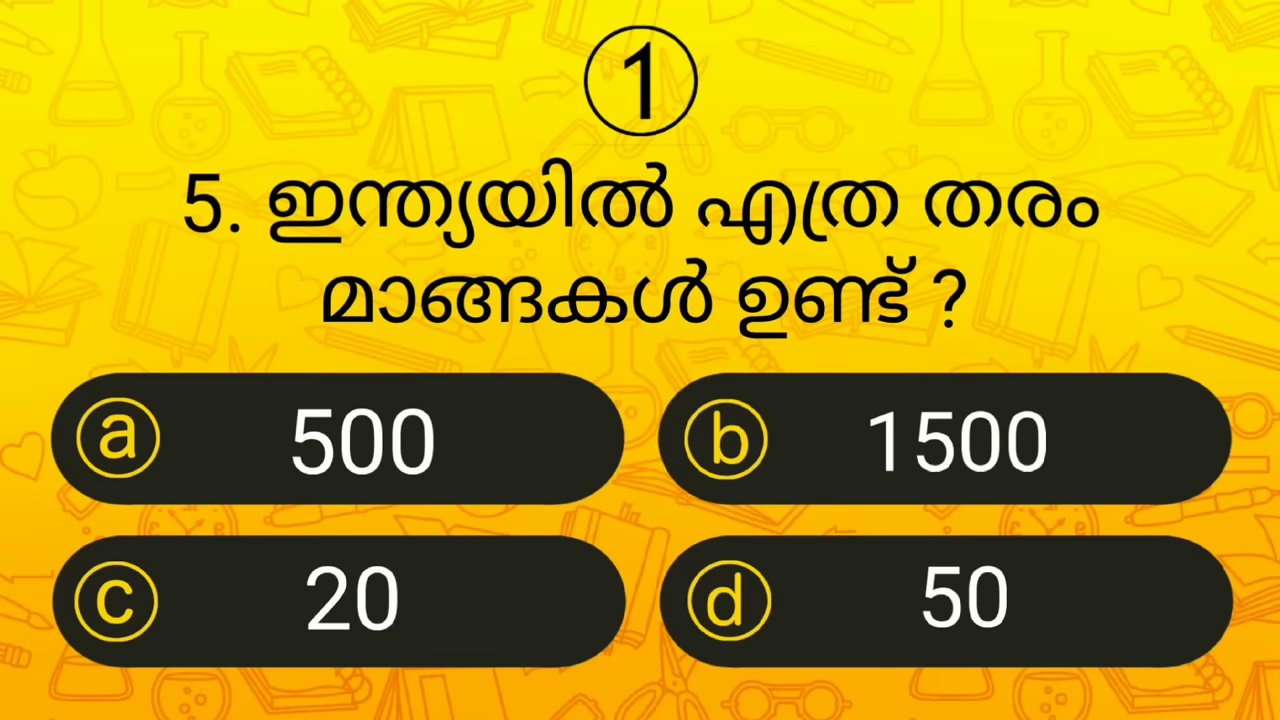 1
5. ഇന്ത്യയിൽ എത്ര തരം
മാങ്ങകൾ ഉണ്ട് ?
a 500
b 1500
c 20
d 50